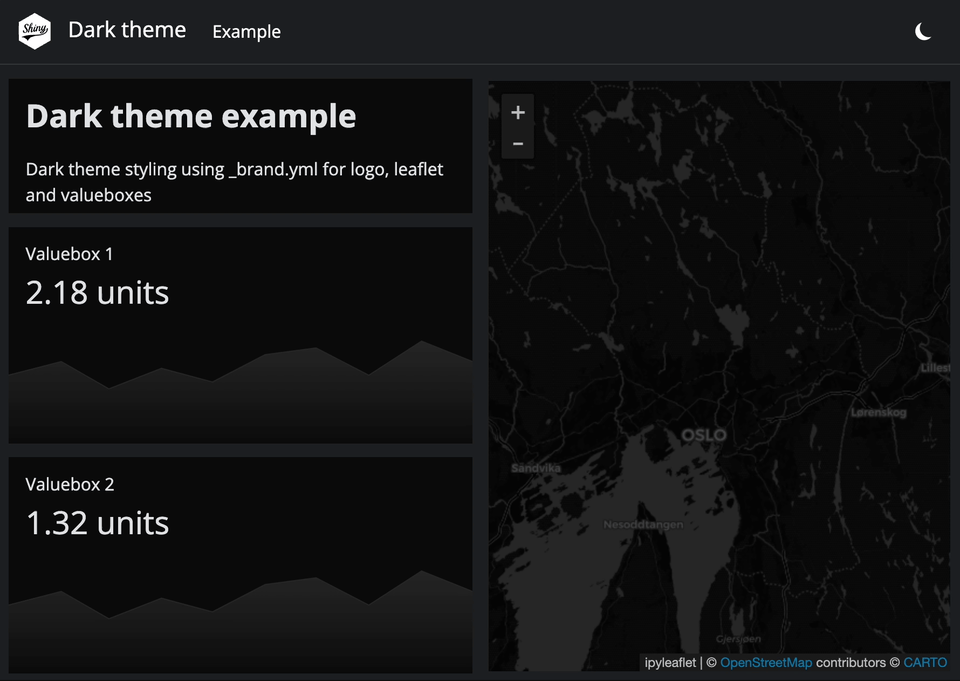 Shiny
Dark theme
Example
Dark theme example
Dark theme styling using _brand.yml for logo, leaflet
and valueboxes
Valuebox 1
2.18 units
Valuebox 2
1.32 units
+
−
Lillest
Lørenskog
OSLO
Sandvika
Nesoddtangen
Gjersjøen
ipyleaflet | © OpenStreetMap contributors © CARTO